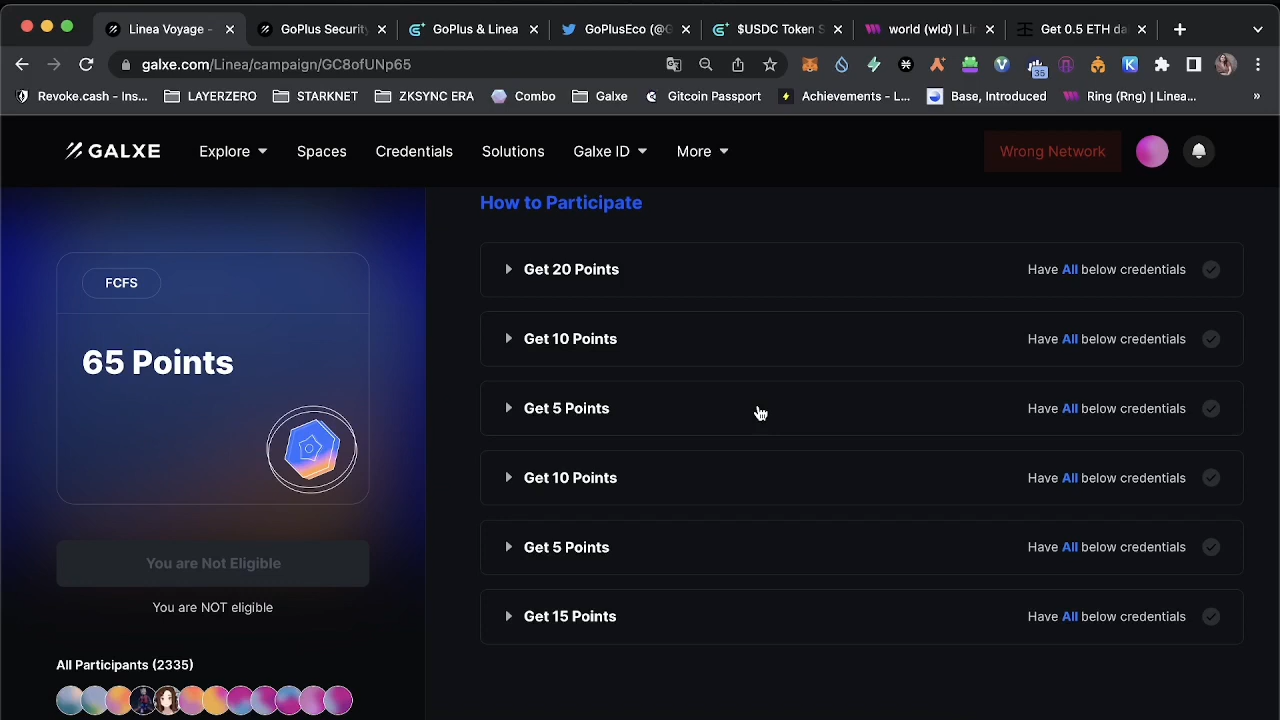 Linea Voyage -
GoPlus Security
GoPlus & Linea
GoPlusEco (@G
$USDC Token S
world (wld) | Li
Get 0.5 ETH da
galxe.com/Linea/campaign/GC8ofUNp65
35
Revoke.cash - Ins...
LAYERZERO
STARKNET
ZKSYNC ERA
Combo
Galxe
Gitcoin Passport
Achievements - L...
Base, Introduced
Ring (Rng) | Linea...
»
GALXE
Explore
Spaces
Credentials
Solutions
Galxe ID
More
Wrong Network
How to Participate
FCFS
65 Points
You are Not Eligible
You are NOT eligible
All Participants (2335)
Get 20 Points
Have All below credentials
Get 10 Points
Have All below credentials
Get 5 Points
Have All below credentials
Get 10 Points
Have All below credentials
Get 5 Points
Have All below credentials
Get 15 Points
Have All below credentials